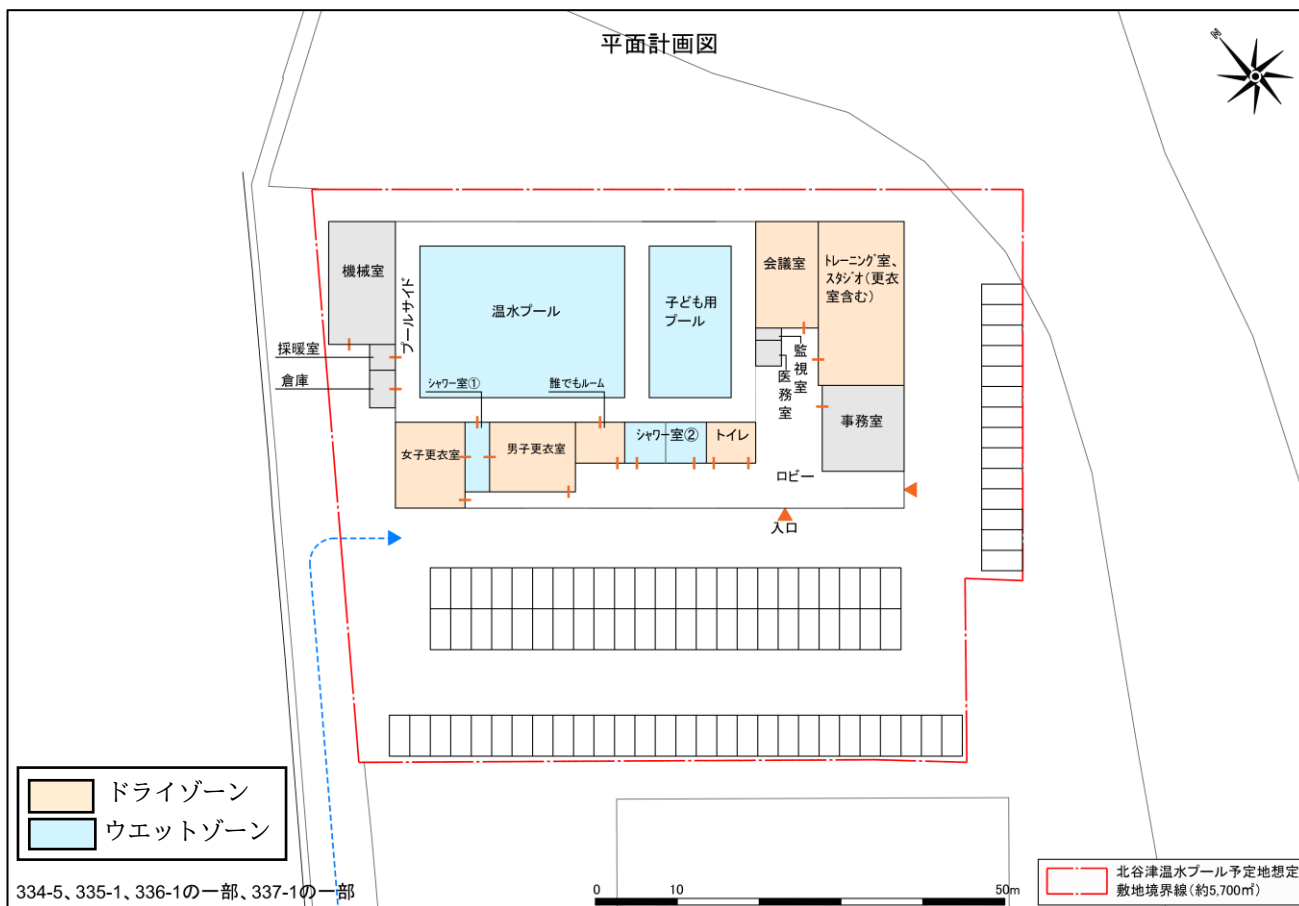 平面計画図
N
機械室
プールサイド
温水プール
子ども用
プール
会議室
トレーニング室、
スタジオ(更衣
室含む)
採暖室
倉庫
シャワー室①
誰でもルーム
監視室
医務室
事務室
女子更衣室
男子更衣室
シャワー室②
トイレ
ロビー
入口
ドライゾーン
ウエットゾーン
334-5、335-1、336-1の一部、337-1の一部
0 10 50m
北谷津温水プール予定地想定
敷地境界線(約5,700㎡)